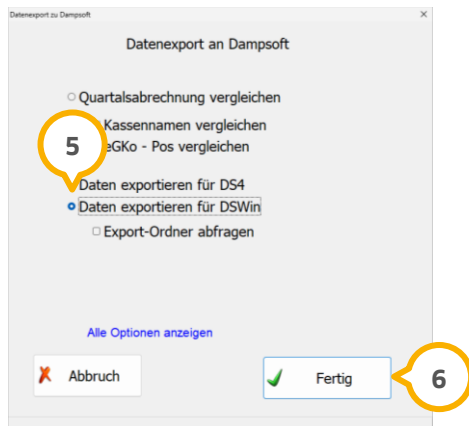 Datenexport zu Dampsoft
Datenexport an Dampsoft
Quartalsabrechnung vergleichen
Kassennamen vergleichen
5
eGKo - Pos vergleichen
Daten exportieren für DS4
Daten exportieren für DSWin
Export-Ordner abfragen
Alle Optionen anzeigen
Abbruch
Fertig
6